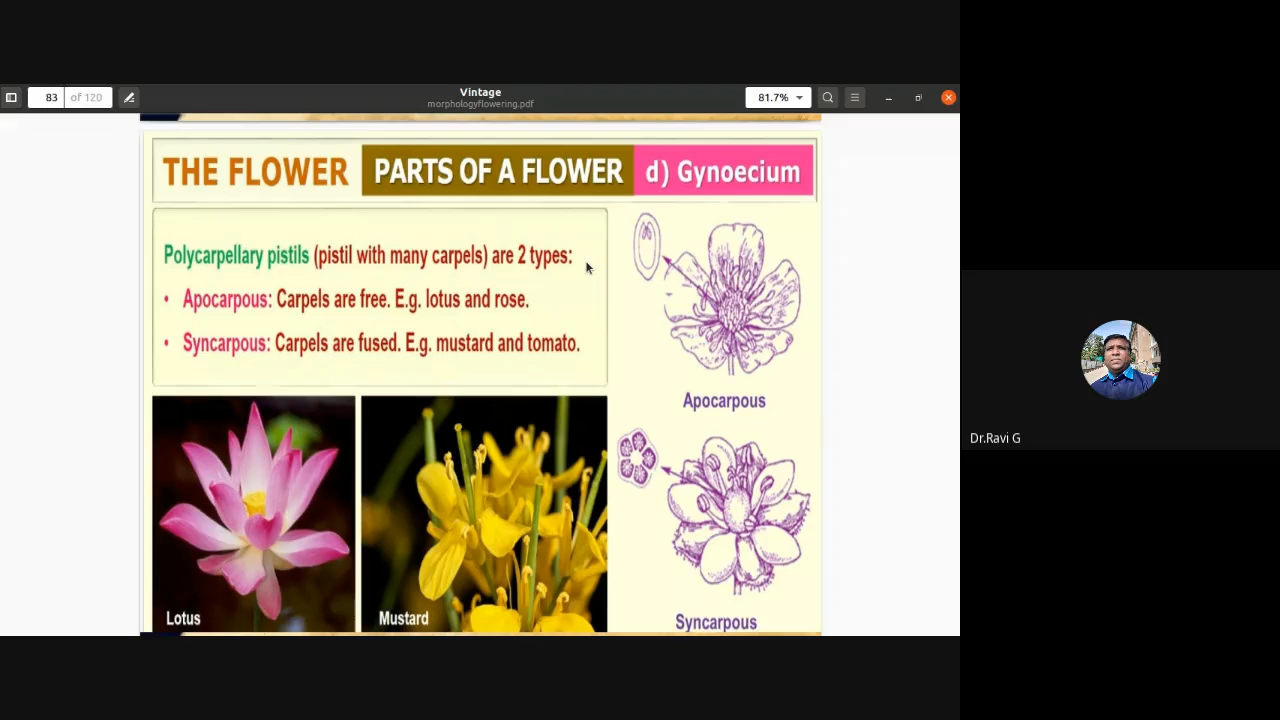 83 of 120
Vintage
morphologyflowering.pdf
81.7%
THE FLOWER PARTS OF A FLOWER d) Gynoecium
Polycarpellary pistils (pistil with many carpels) are 2 types:
• Apocarpous: Carpels are free. E.g. lotus and rose.
• Syncarpous: Carpels are fused. E.g. mustard and tomato.
Apocarpous
Lotus
Mustard
Syncarpous
Dr.Ravi G